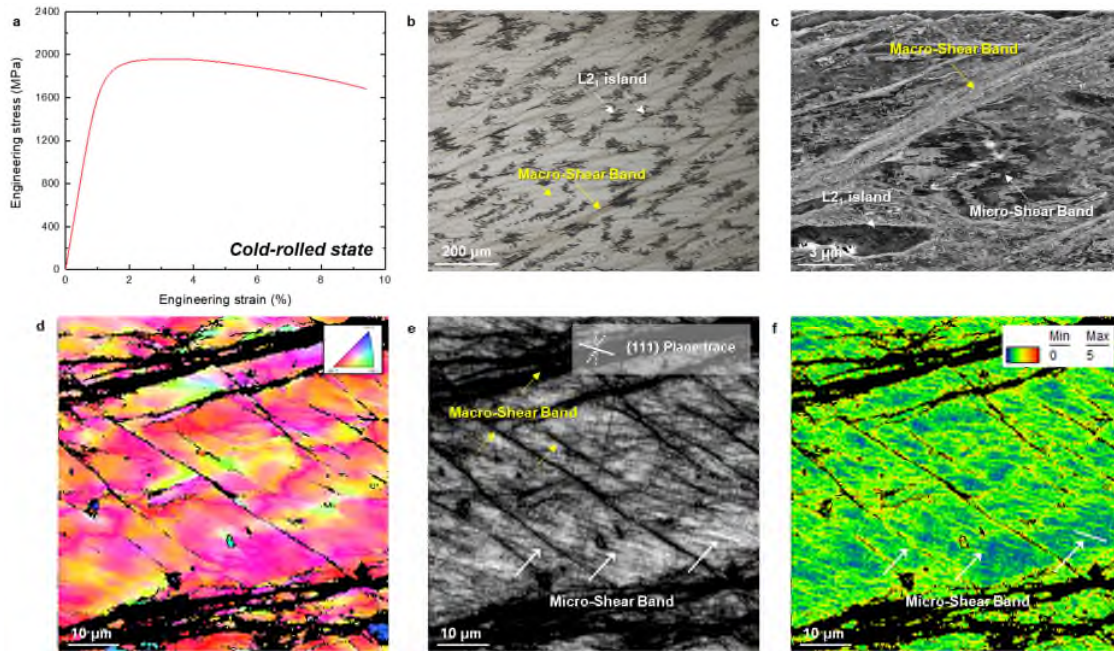 a
2400
2000
1600
1200
800
400
0
0 2 4 6 8 10
Engineering stress (MPa)
Engineering strain (%)
Cold-rolled state
b
L2₁ island
Macro-Shear Band
200 µm
c
Macro-Shear Band
L2₁ island
Micro-Shear Band
3 µm
d
10 µm
e
(111) Plane trace
Macro-Shear Band
Micro-Shear Band
10 µm
f
Min Max
0 5
Micro-Shear Band
10 µm